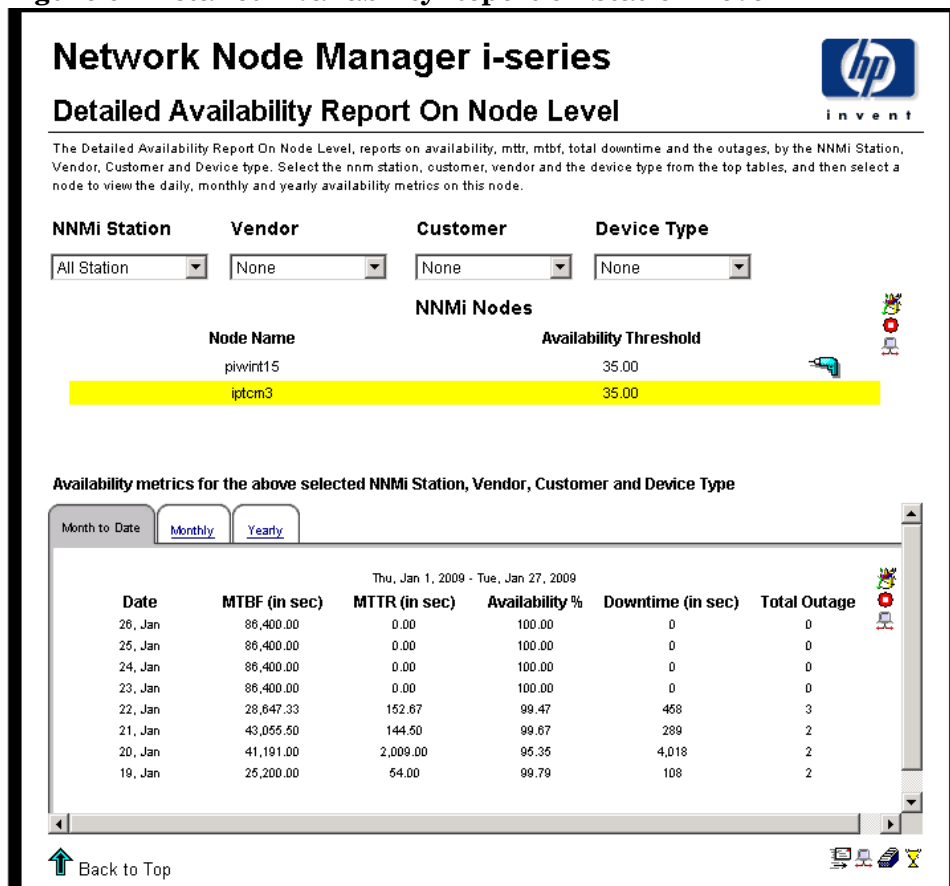 Network Node Manager i-series
hp
invent
Detailed Availability Report On Node Level
The Detailed Availability Report On Node Level, reports on availability, mttr, mtbf, total downtime and the outages, by the NNMi Station,
Vendor, Customer and Device type. Select the nnm station, customer, vendor and the device type from the top tables, and then select a
node to view the daily, monthly and yearly availability metrics on this node.
NNMi Station Vendor Customer Device Type
All Station None None None
NNMi Nodes
Node Name Availability Threshold
piwint15 35.00
iptcm3 35.00
Availability metrics for the above selected NNMi Station, Vendor, Customer and Device Type
Month to Date Monthly Yearly
Thu, Jan 1, 2009 - Tue, Jan 27, 2009
Date MTBF (in sec) MTTR (in sec) Availability % Downtime (in sec) Total Outage
26, Jan 86,400.00 0.00 100.00 0 0
25, Jan 86,400.00 0.00 100.00 0 0
24, Jan 86,400.00 0.00 100.00 0 0
23, Jan 86,400.00 0.00 100.00 0 0
22, Jan 28,647.33 152.67 99.47 458 3
21, Jan 43,055.50 144.50 99.67 289 2
20, Jan 41,191.00 2,009.00 95.35 4,018 2
19, Jan 25,200.00 54.00 99.79 108 2
Back to Top